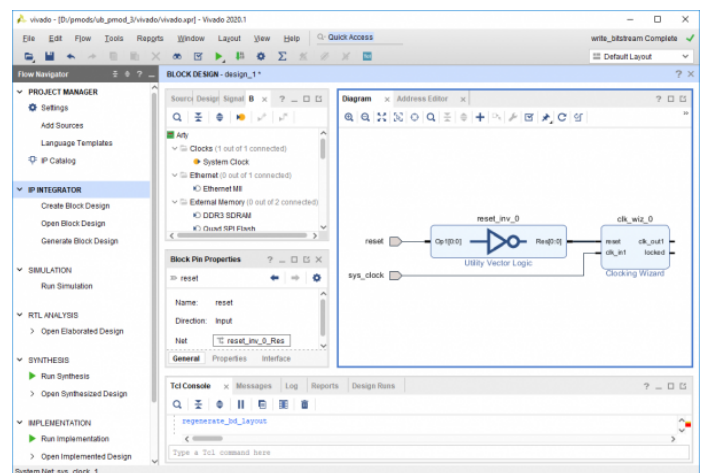 vivado - [D:/pmods/ub_pmod_3/vivado/vivado.xpr] - Vivado 2020.1
File Edit Flow Tools Reports Window Layout View Help Quick Access
write_bitstream Complete
Default Layout
Flow Navigator
PROJECT MANAGER
Settings
Add Sources
Language Templates
IP Catalog
IP INTEGRATOR
Create Block Design
Open Block Design
Generate Block Design
SIMULATION
Run Simulation
RTL ANALYSIS
Open Elaborated Design
SYNTHESIS
Run Synthesis
Open Synthesized Design
IMPLEMENTATION
Run Implementation
Open Implemented Design
System Net: sys_clock_1
BLOCK DESIGN - design_1 *
Sourc Design Signal B
Arty
Clocks (1 out of 1 connected)
System Clock
Ethernet (0 out of 1 connected)
Ethernet MII
External Memory (0 out of 2 connected)
DDR3 SDRAM
Quad SPI Flash
Block Pin Properties
reset
Name: reset
Direction: Input
Net reset_inv_0_Res
General Properties Interface
Diagram Address Editor
reset_inv_0
reset
Op1[0:0] Res[0:0]
Utility Vector Logic
sys_clock
clk_wiz_0
reset clk_out1
clk_in1 locked
Clocking Wizard
Tcl Console Messages Log Reports Design Runs
regenerate_bd_layout
Type a Tcl command here